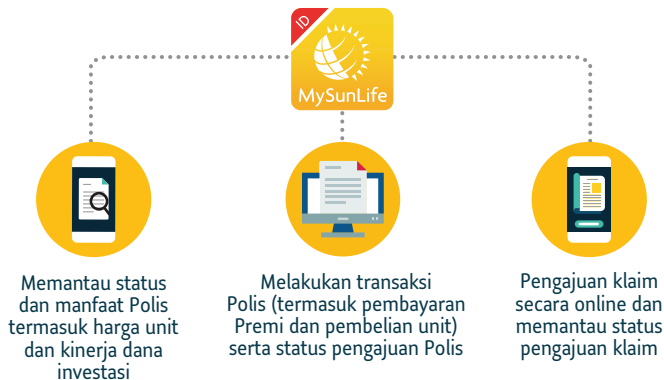 ID
MySunLife
Memantau status
dan manfaat Polis
termasuk harga unit
dan kinerja dana
investasi
Melakukan transaksi
Polis (termasuk pembayaran
Premi dan pembelian unit)
serta status pengajuan Polis
Pengajuan klaim
secara online dan
memantau status
pengajuan klaim